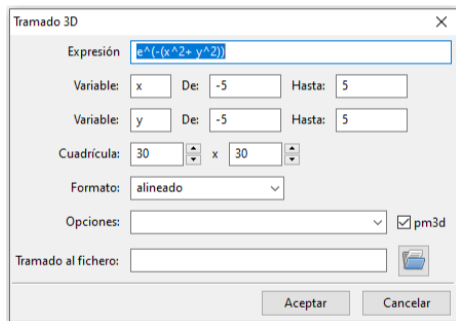 Tramado 3D
Expresión e^(-(x^2+ y^2))
Variable: x De: -5 Hasta: 5
Variable: y De: -5 Hasta: 5
Cuadrícula: 30 x 30
Formato: alineado
Opciones: pm3d
Tramado al fichero:
Aceptar Cancelar